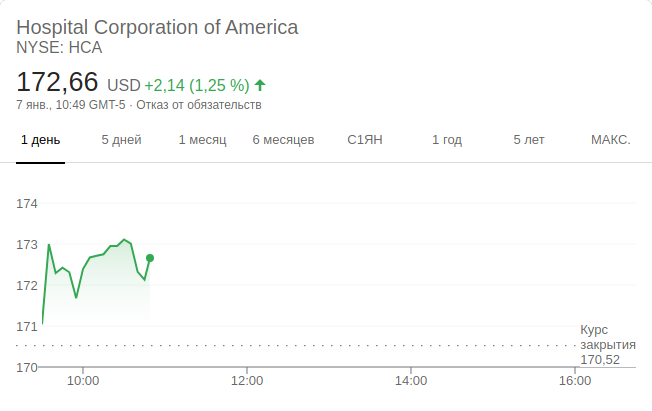 Hospital Corporation of America
NYSE: HCA
172,66 USD +2,14 (1,25 %)
7 янв., 10:49 GMT-5 · Отказ от обязательств
1 день 5 дней 1 месяц 6 месяцев С1ЯН 1 год 5 лет МАКС.
174
173
172
171
Курс
закрытия
170,52
170
10:00 12:00 14:00 16:00